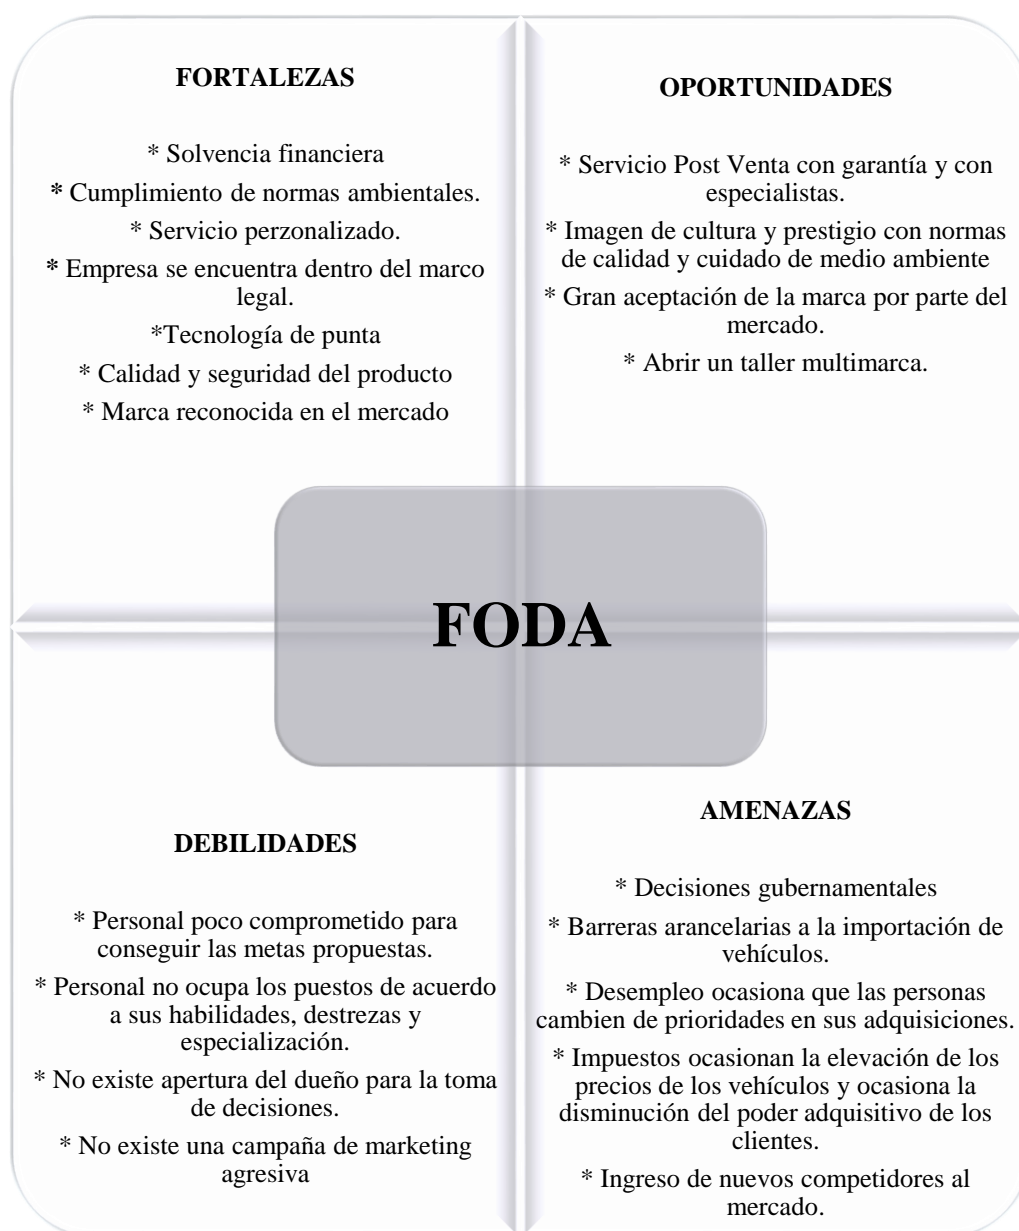 FORTALEZAS
* Solvencia financiera
* Cumplimiento de normas ambientales.
* Servicio perzonalizado.
* Empresa se encuentra dentro del marco
legal.
*Tecnología de punta
* Calidad y seguridad del producto
* Marca reconocida en el mercado
OPORTUNIDADES
* Servicio Post Venta con garantía y con
especialistas.
* Imagen de cultura y prestigio con normas
de calidad y cuidado de medio ambiente
* Gran aceptación de la marca por parte del
mercado.
* Abrir un taller multimarca.
FODA
DEBILIDADES
* Personal poco comprometido para
conseguir las metas propuestas.
* Personal no ocupa los puestos de acuerdo
a sus habilidades, destrezas y
especialización.
* No existe apertura del dueño para la toma
de decisiones.
* No existe una campaña de marketing
agresiva
AMENAZAS
* Decisiones gubernamentales
* Barreras arancelarias a la importación de
vehículos.
* Desempleo ocasiona que las personas
cambien de prioridades en sus adquisiciones.
* Impuestos ocasionan la elevación de los
precios de los vehículos y ocasiona la
disminución del poder adquisitivo de los
clientes.
* Ingreso de nuevos competidores al
mercado.